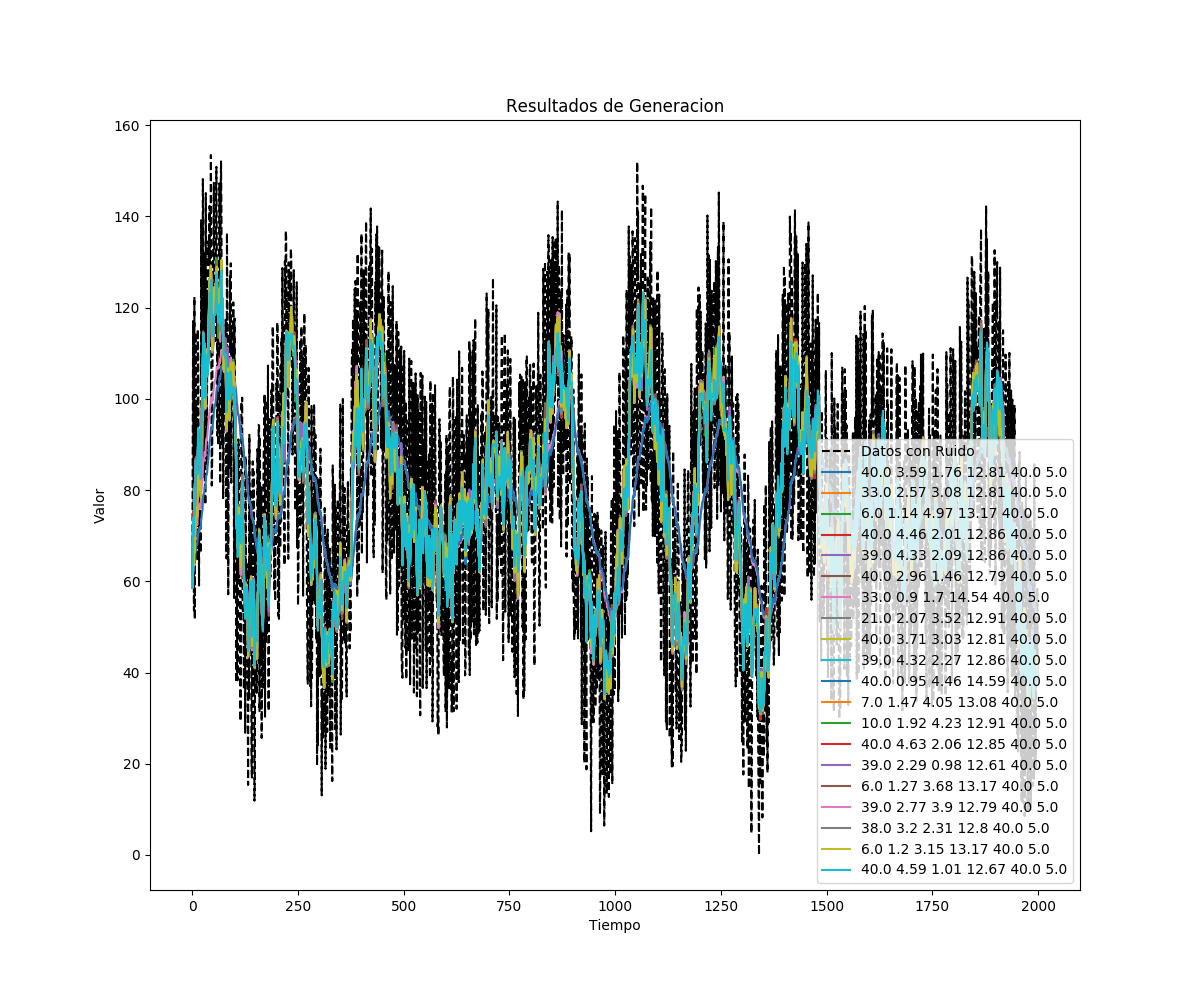 Resultados de Generacion
160
140
120
100
80
60
40
20
0
Valor
0
250
500
750
1000
1250
1500
1750
2000
Tiempo
Datos con Ruido
40.0 3.59 1.76 12.81 40.0 5.0
33.0 2.57 3.08 12.81 40.0 5.0
6.0 1.14 4.97 13.17 40.0 5.0
40.0 4.46 2.01 12.86 40.0 5.0
39.0 4.33 2.09 12.86 40.0 5.0
40.0 2.96 1.46 12.79 40.0 5.0
33.0 0.9 1.7 14.54 40.0 5.0
21.0 2.07 3.52 12.91 40.0 5.0
40.0 3.71 3.03 12.81 40.0 5.0
39.0 4.32 2.27 12.86 40.0 5.0
40.0 0.95 4.46 14.59 40.0 5.0
7.0 1.47 4.05 13.08 40.0 5.0
10.0 1.92 4.23 12.91 40.0 5.0
40.0 4.63 2.06 12.85 40.0 5.0
39.0 2.29 0.98 12.61 40.0 5.0
6.0 1.27 3.68 13.17 40.0 5.0
39.0 2.77 3.9 12.79 40.0 5.0
38.0 3.2 2.31 12.8 40.0 5.0
6.0 1.2 3.15 13.17 40.0 5.0
40.0 4.59 1.01 12.67 40.0 5.0